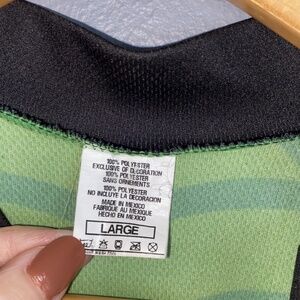 100% POLYESTER
EXCLUSIVE OF DECORATION
100% POLYESTER
SANS ORNEMENTS
100% POLYESTER
NO INCLUYE LA DECORACION
MADE IN MEXICO
FABRIQUE AU MEXIQUE
HECHO EN MEXICO
LARGE